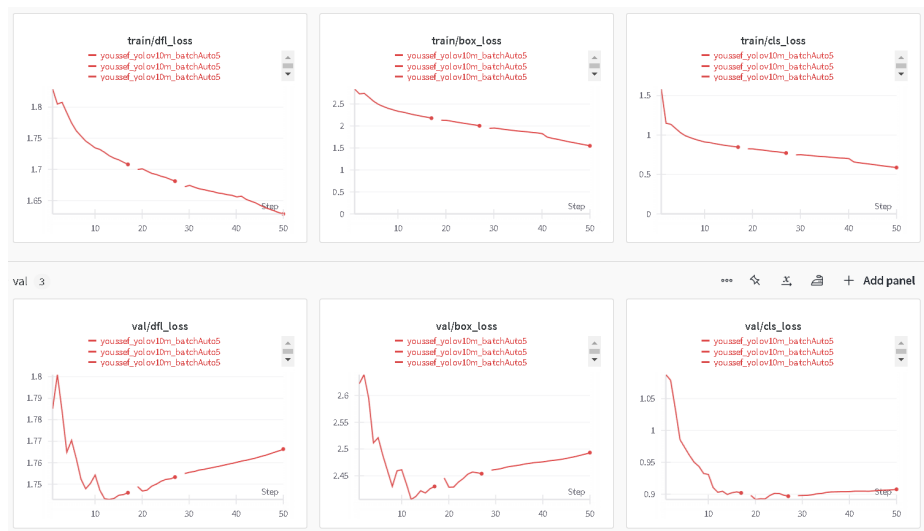 train/dfl_loss
youssef_yolov10m_batchAuto5
youssef_yolov10m_batchAuto5
youssef_yolov10m_batchAuto5
1.8
1.75
1.7
1.65
Step
10
20
30
40
50
train/box_loss
youssef_yolov10m_batchAuto5
youssef_yolov10m_batchAuto5
youssef_yolov10m_batchAuto5
2.5
2
1.5
1
0.5
0
Step
10
20
30
40
50
train/cls_loss
youssef_yolov10m_batchAuto5
youssef_yolov10m_batchAuto5
youssef_yolov10m_batchAuto5
1.5
1
0.5
0
Step
10
20
30
40
50
val 3
Add panel
val/dfl_loss
youssef_yolov10m_batchAuto5
youssef_yolov10m_batchAuto5
youssef_yolov10m_batchAuto5
1.8
1.79
1.78
1.77
1.76
1.75
Step
10
20
30
40
50
val/box_loss
youssef_yolov10m_batchAuto5
youssef_yolov10m_batchAuto5
youssef_yolov10m_batchAuto5
2.6
2.55
2.5
2.45
Step
10
20
30
40
50
val/cls_loss
youssef_yolov10m_batchAuto5
youssef_yolov10m_batchAuto5
youssef_yolov10m_batchAuto5
1.05
1
0.95
0.9
Step
10
20
30
40
50